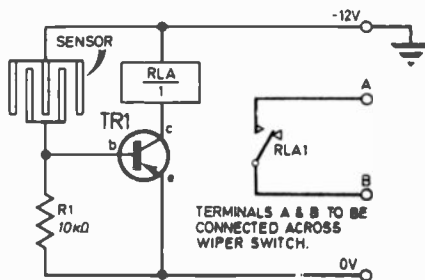 -12V
SENSOR
RLA
1
A
TR1
c
b
RLA1
e
B
R1
10kΩ
TERMINALS A & B TO BE
CONNECTED ACROSS
WIPER SWITCH.
0V